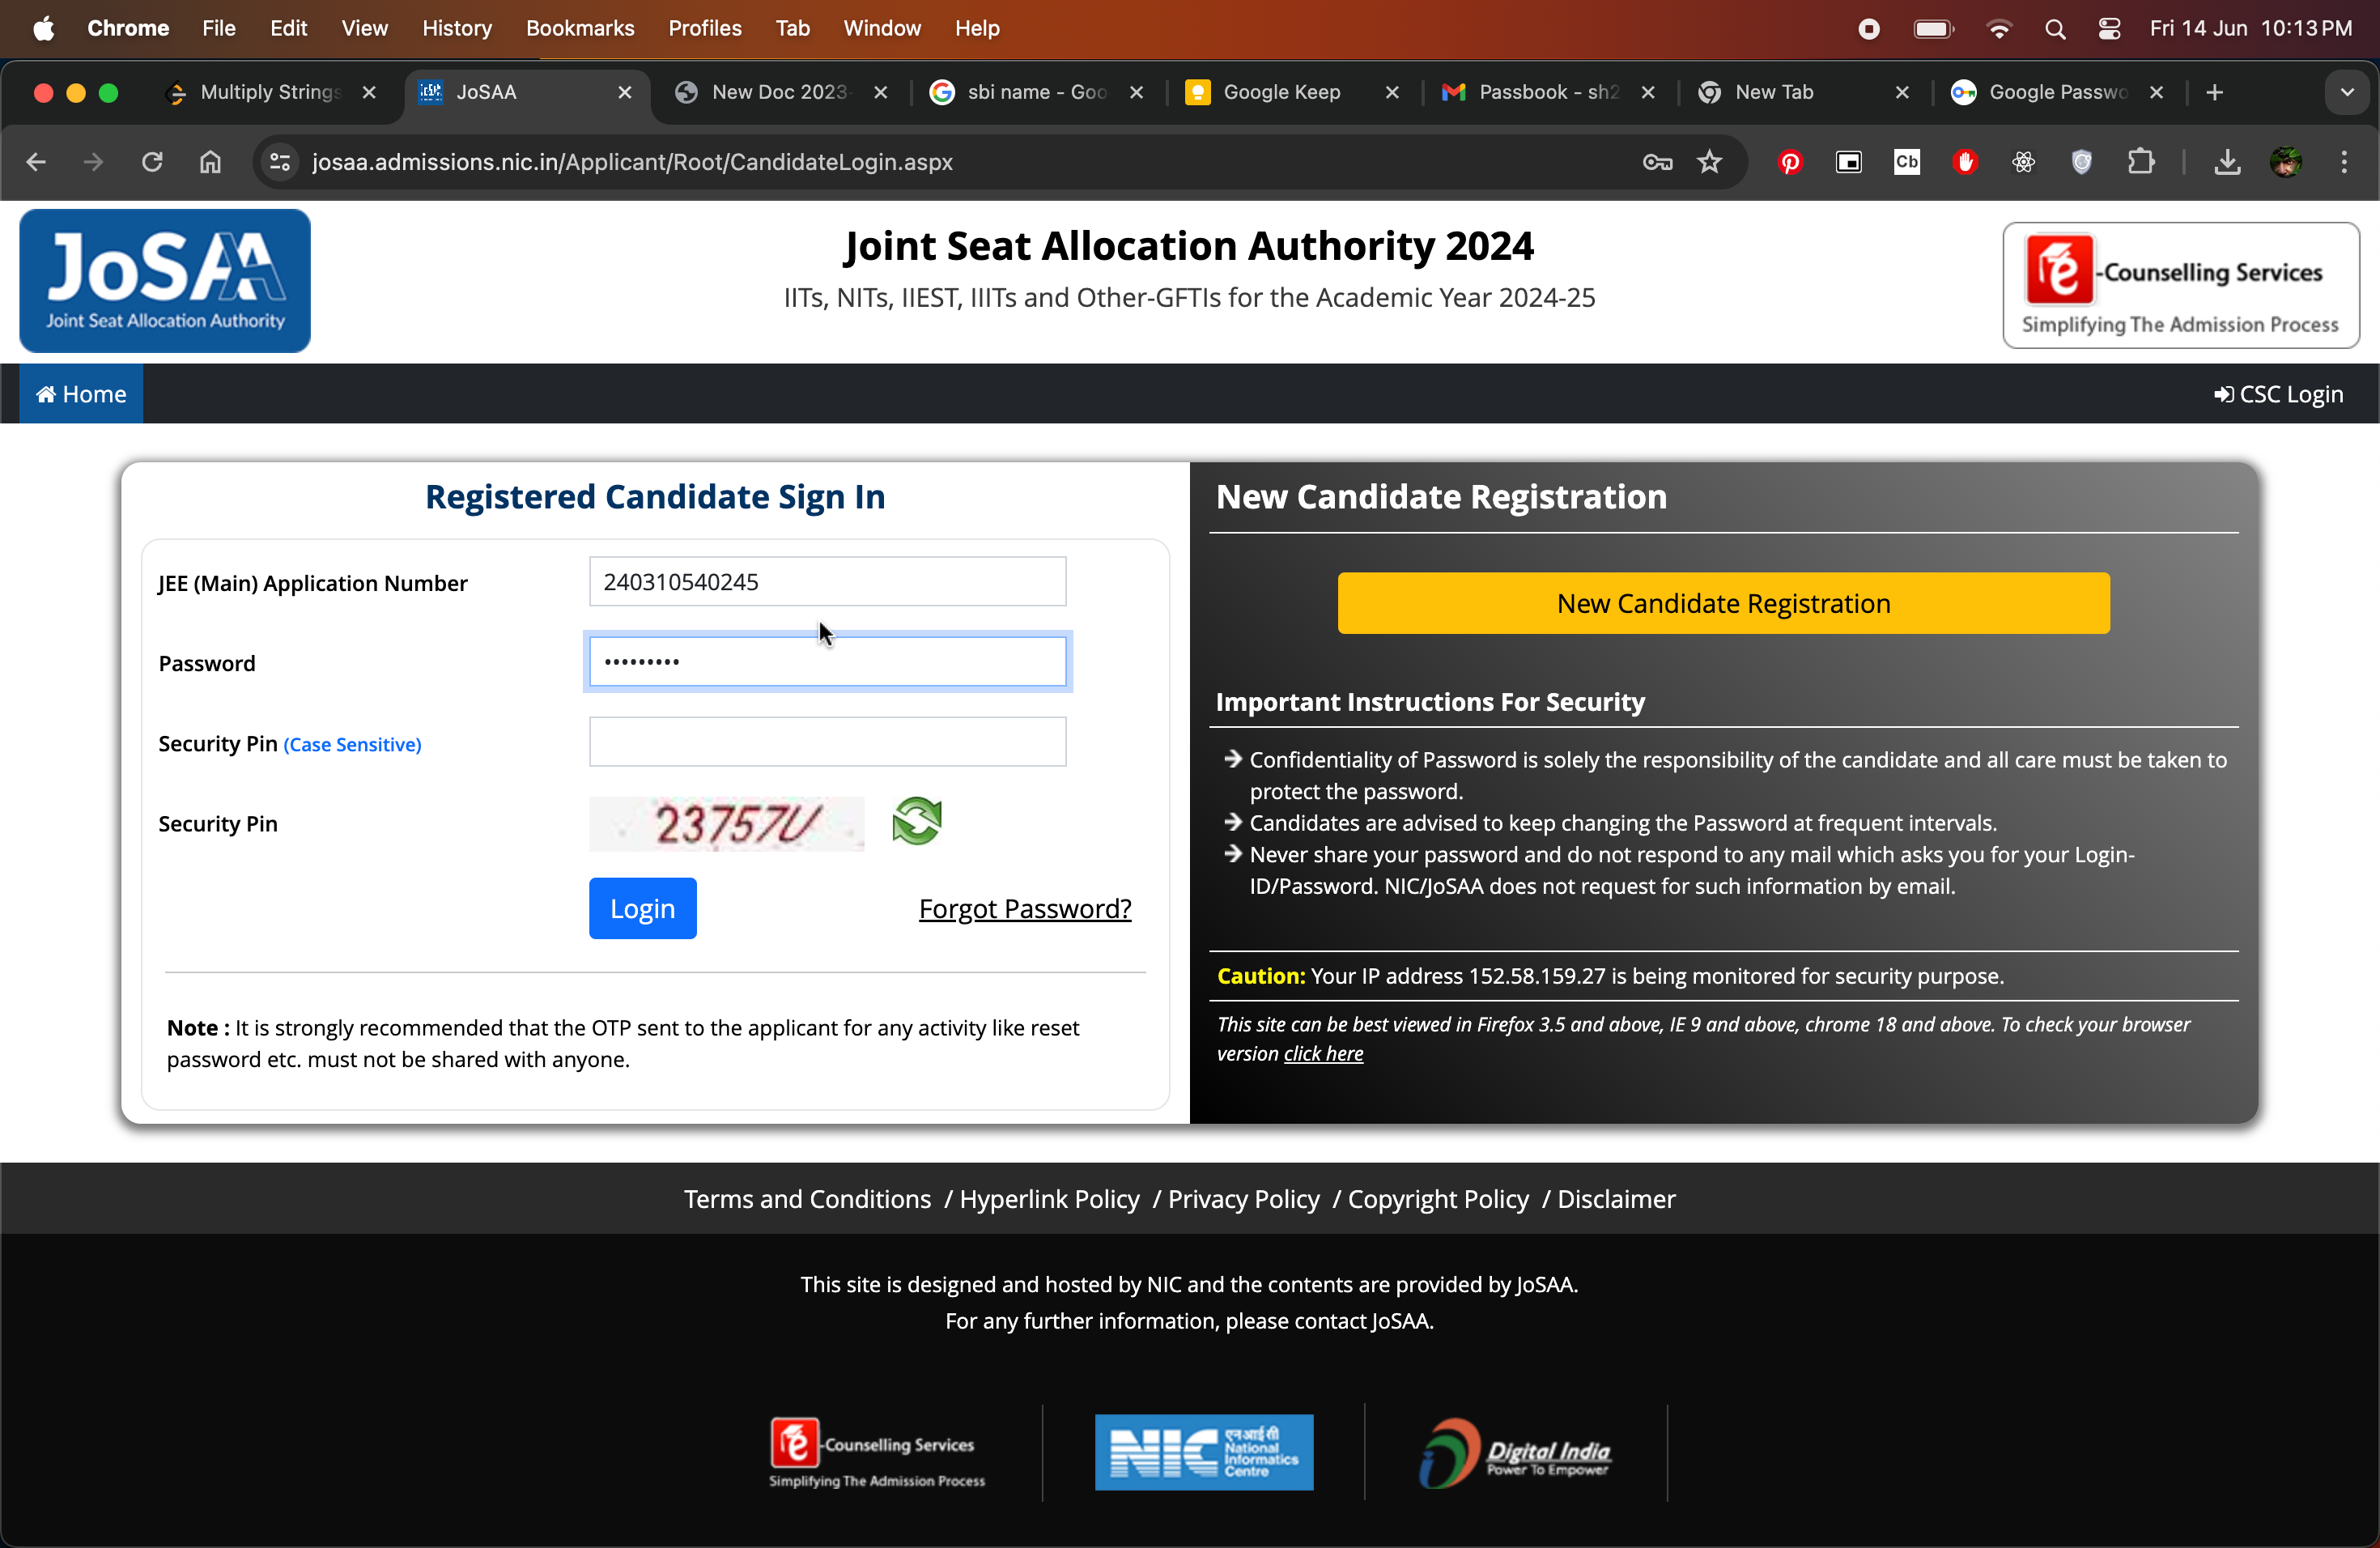 Chrome File Edit View History Bookmarks Profiles Tab Window Help Fri 14 Jun 10:13 PM
Multiply Strings JoSAA New Doc 2023- sbi name - Goo Google Keep Passbook - sh2 New Tab Google Passwo
josaa.admissions.nic.in/Applicant/Root/CandidateLogin.aspx Cb
JoSAA
Joint Seat Allocation Authority
Joint Seat Allocation Authority 2024
IITs, NITs, IIEST, IIITs and Other-GFTIs for the Academic Year 2024-25
e-Counselling Services
Simplifying The Admission Process
Home CSC Login
Registered Candidate Sign In
JEE (Main) Application Number 240310540245
Password •••••••••
Security Pin (Case Sensitive)
Security Pin 23757U
Login Forgot Password?
Note : It is strongly recommended that the OTP sent to the applicant for any activity like reset
password etc. must not be shared with anyone.
New Candidate Registration
New Candidate Registration
Important Instructions For Security
Confidentiality of Password is solely the responsibility of the candidate and all care must be taken to
protect the password.
Candidates are advised to keep changing the Password at frequent intervals.
Never share your password and do not respond to any mail which asks you for your Login-
ID/Password. NIC/JoSAA does not request for such information by email.
Caution: Your IP address 152.58.159.27 is being monitored for security purpose.
This site can be best viewed in Firefox 3.5 and above, IE 9 and above, chrome 18 and above. To check your browser
version click here
Terms and Conditions / Hyperlink Policy / Privacy Policy / Copyright Policy / Disclaimer
This site is designed and hosted by NIC and the contents are provided by JoSAA.
For any further information, please contact JoSAA.
e-Counselling Services
Simplifying The Admission Process
NIC एनआईसी
National
Informatics
Centre
Digital India
Power To Empower